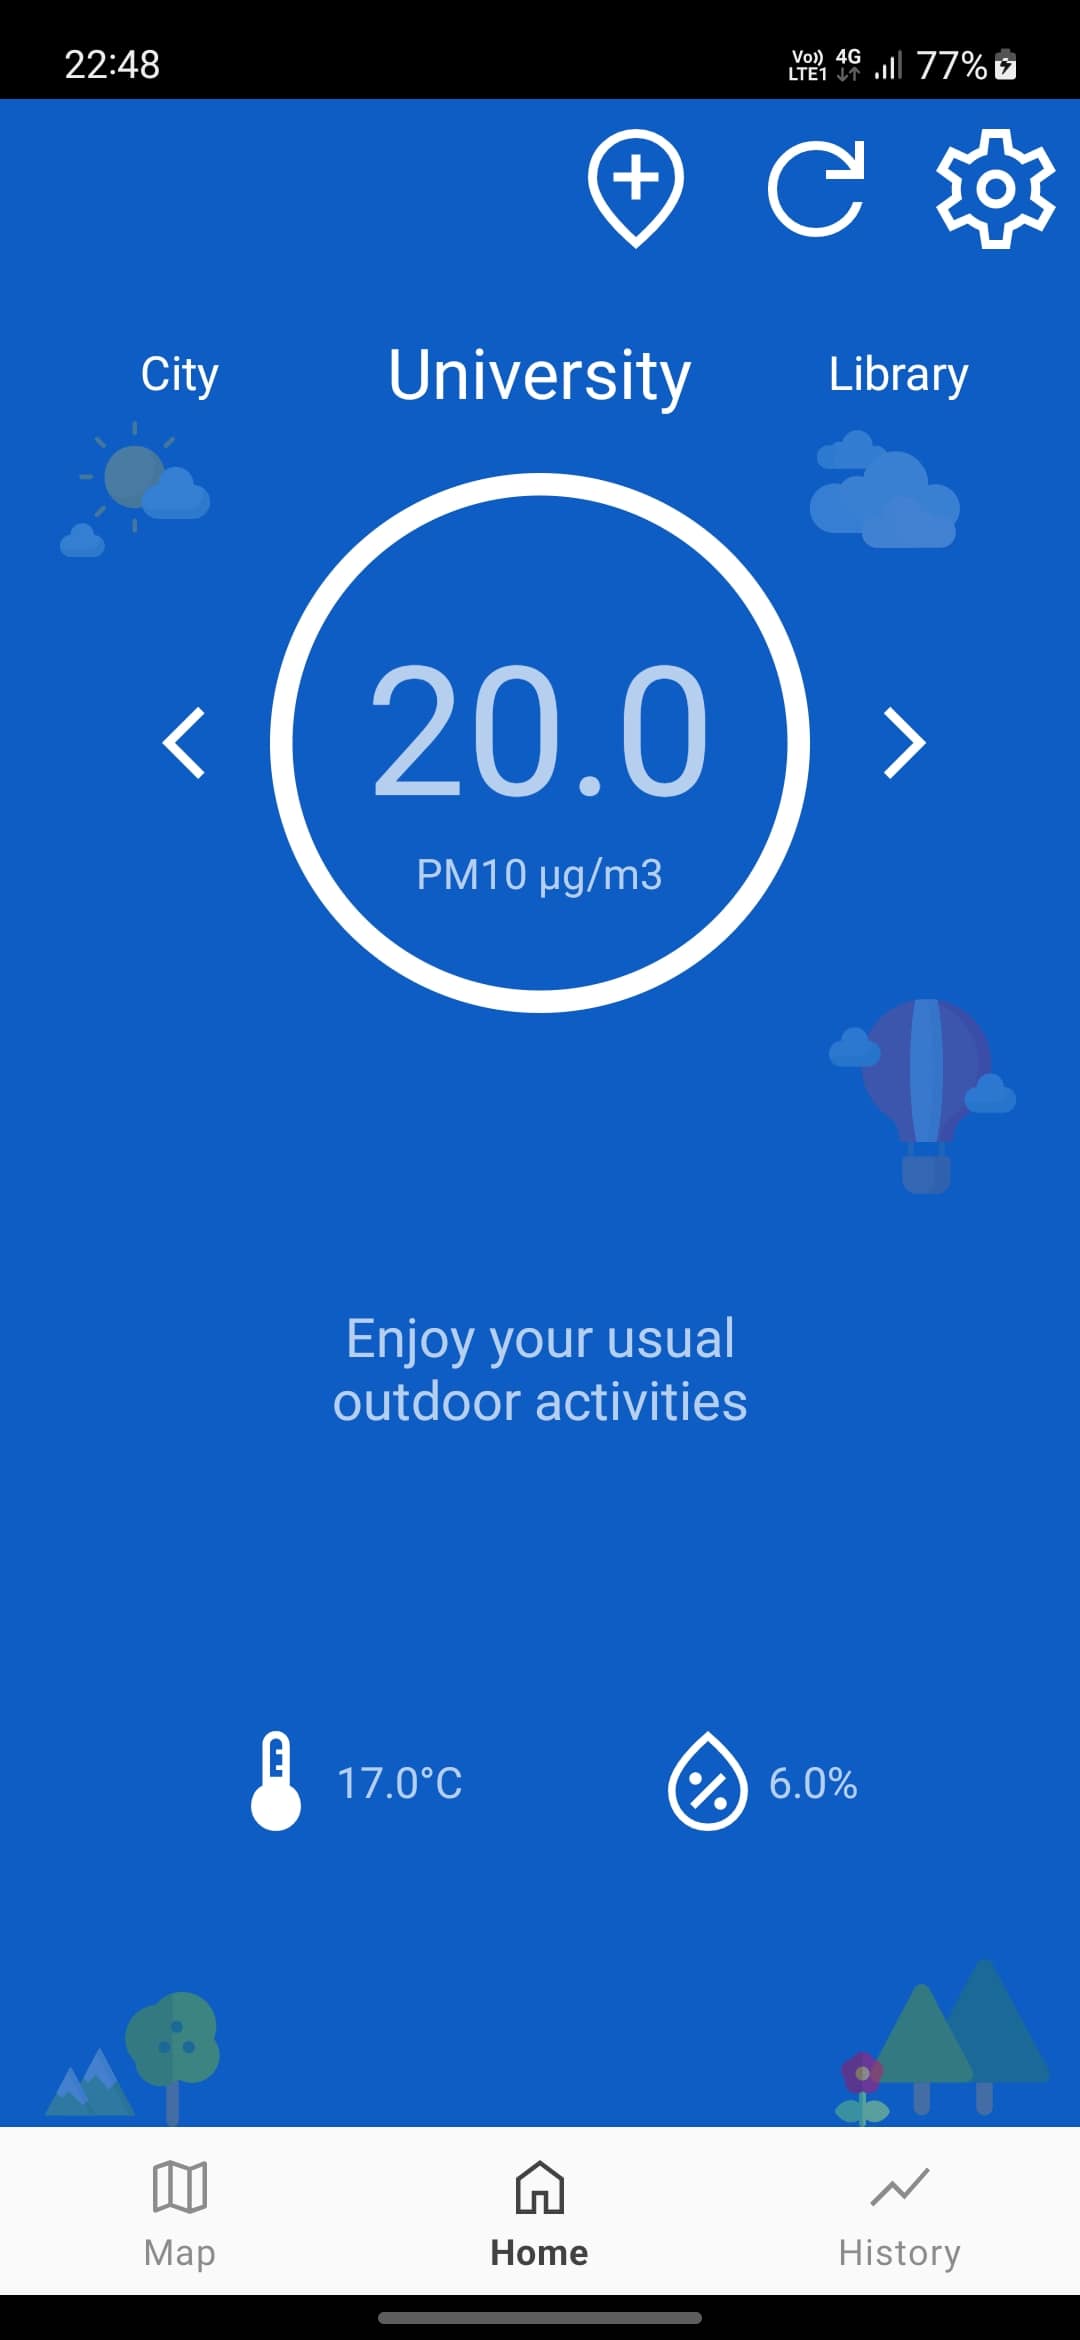 22:48
Vo)) 4G
LTE1
77%
City
University
Library
20.0
PM10 µg/m3
Enjoy your usual
outdoor activities
17.0°C
6.0%
Map
Home
History